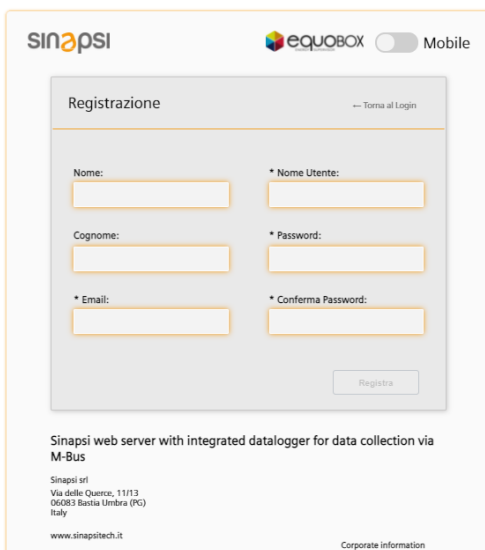 sinapsi
equobox Mobile
Registrazione
← Torna al Login
Nome:
* Nome Utente:
Cognome:
* Password:
* Email:
* Conferma Password:
Registra
Sinapsi web server with integrated datalogger for data collection via
M-Bus
Sinapsi srl
Via delle Querce, 11/13
06083 Bastia Umbra (PG)
Italy
www.sinapsitech.it
Corporate information